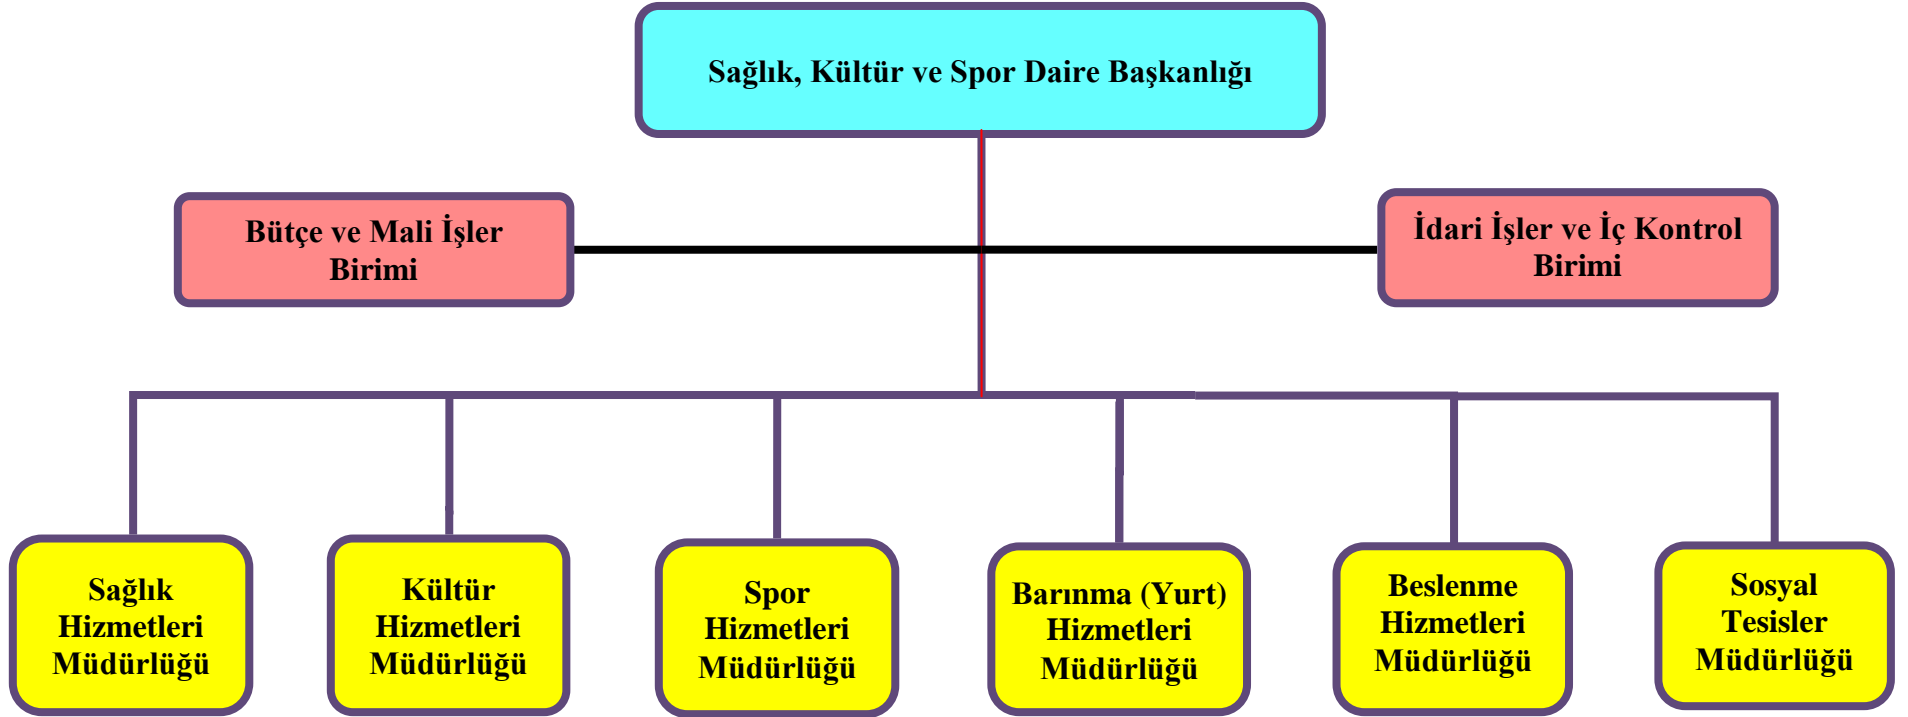 Sağlık, Kültür ve Spor Daire Başkanlığı
Bütçe ve Mali İşler
Birimi
İdari İşler ve İç Kontrol
Birimi
Sağlık
Hizmetleri
Müdürlüğü
Kültür
Hizmetleri
Müdürlüğü
Spor
Hizmetleri
Müdürlüğü
Barınma (Yurt)
Hizmetleri
Müdürlüğü
Beslenme
Hizmetleri
Müdürlüğü
Sosyal
Tesisler
Müdürlüğü